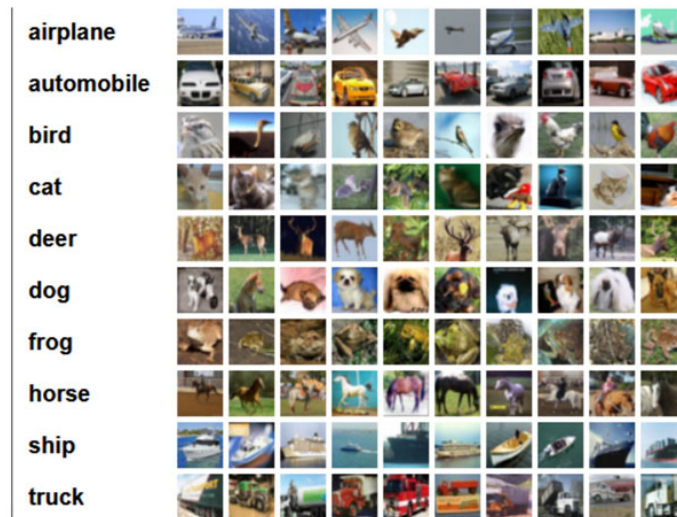 airplane
automobile
bird
cat
deer
dog
frog
horse
ship
truck